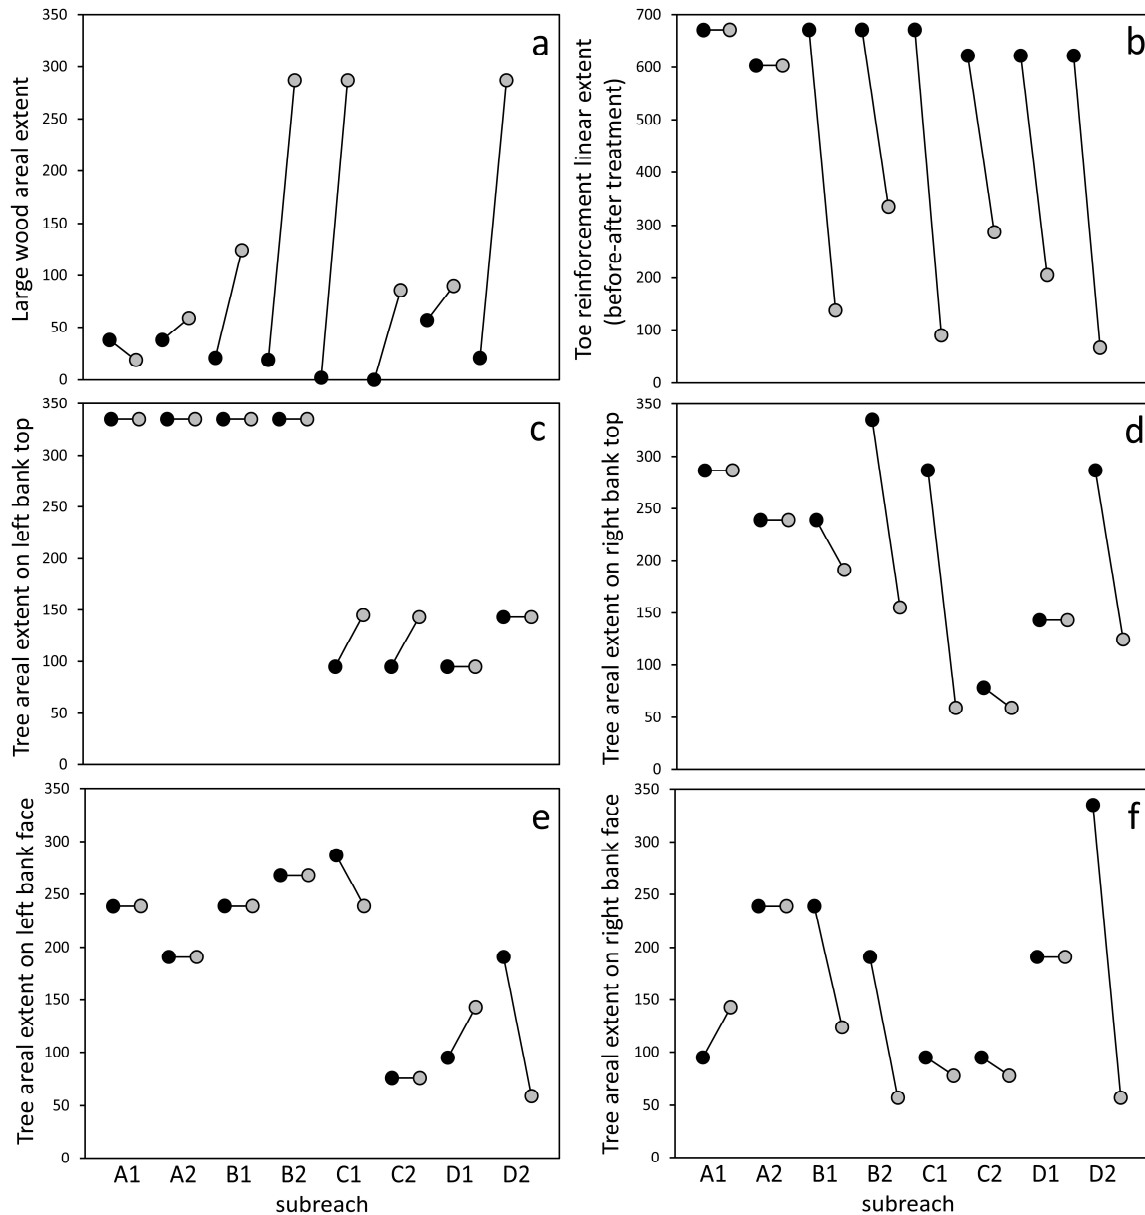 350
300
250
200
150
100
50
0
Large wood areal extent
a
700
600
500
400
300
200
100
0
Toe reinforcement linear extent
(before-after treatment)
b
350
300
250
200
150
100
50
0
Tree areal extent on left bank top
c
350
300
250
200
150
100
50
0
Tree areal extent on right bank top
d
350
300
250
200
150
100
50
0
Tree areal extent on left bank face
e
A1 A2 B1 B2 C1 C2 D1 D2
subreach
350
300
250
200
150
100
50
0
Tree areal extent on right bank face
f
A1 A2 B1 B2 C1 C2 D1 D2
subreach